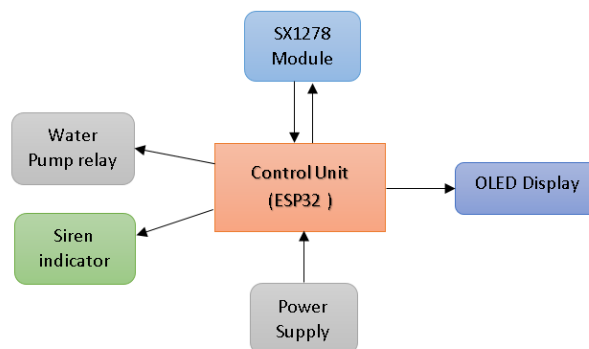 SX1278
Module
Water
Pump relay
Control Unit
(ESP32 )
OLED Display
Siren
indicator
Power
Supply